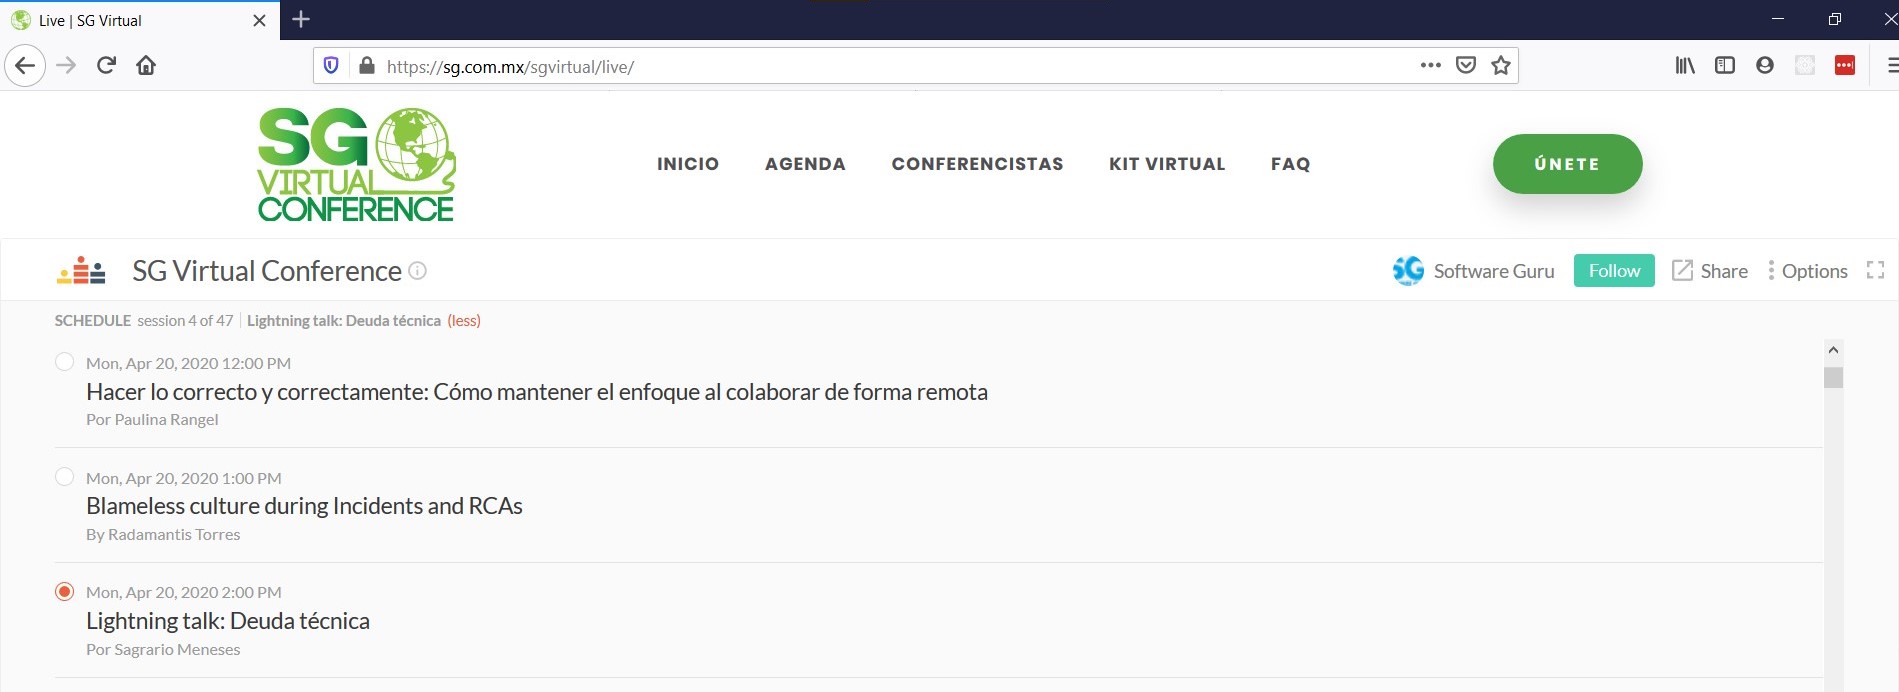 Live | SG Virtual
https://sg.com.mx/sgvirtual/live/
SG
VIRTUAL
CONFERENCE
INICIO AGENDA CONFERENCISTAS KIT VIRTUAL FAQ ÚNETE
SG Virtual Conference
SG Software Guru Follow Share Options
SCHEDULE session 4 of 47 Lightning talk: Deuda técnica (less)
Mon, Apr 20, 2020 12:00 PM
Hacer lo correcto y correctamente: Cómo mantener el enfoque al colaborar de forma remota
Por Paulina Rangel
Mon, Apr 20, 2020 1:00 PM
Blameless culture during Incidents and RCAs
By Radamantis Torres
Mon, Apr 20, 2020 2:00 PM
Lightning talk: Deuda técnica
Por Sagrario Meneses